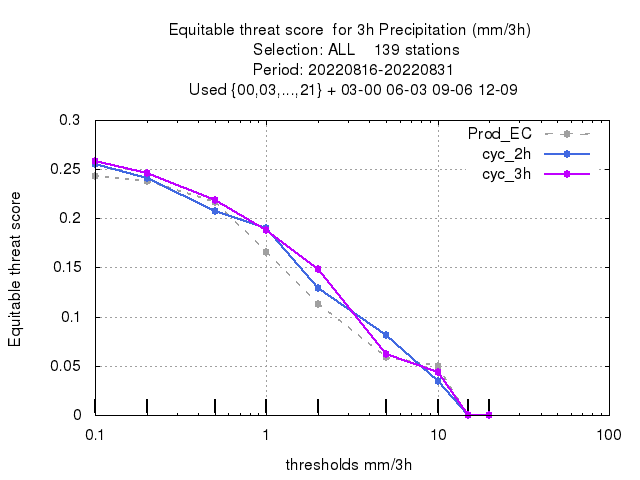 Equitable threat score  for 3h Precipitation (mm/3h)
Selection: ALL    139 stations
Period: 20220816-20220831
Used {00,03,...,21} + 03-00 06-03 09-06 12-09
Prod_EC
cyc_2h
cyc_3h
Equitable threat score
0.3
0.25
0.2
0.15
0.1
0.05
0
0.1
1
10
100
thresholds mm/3h